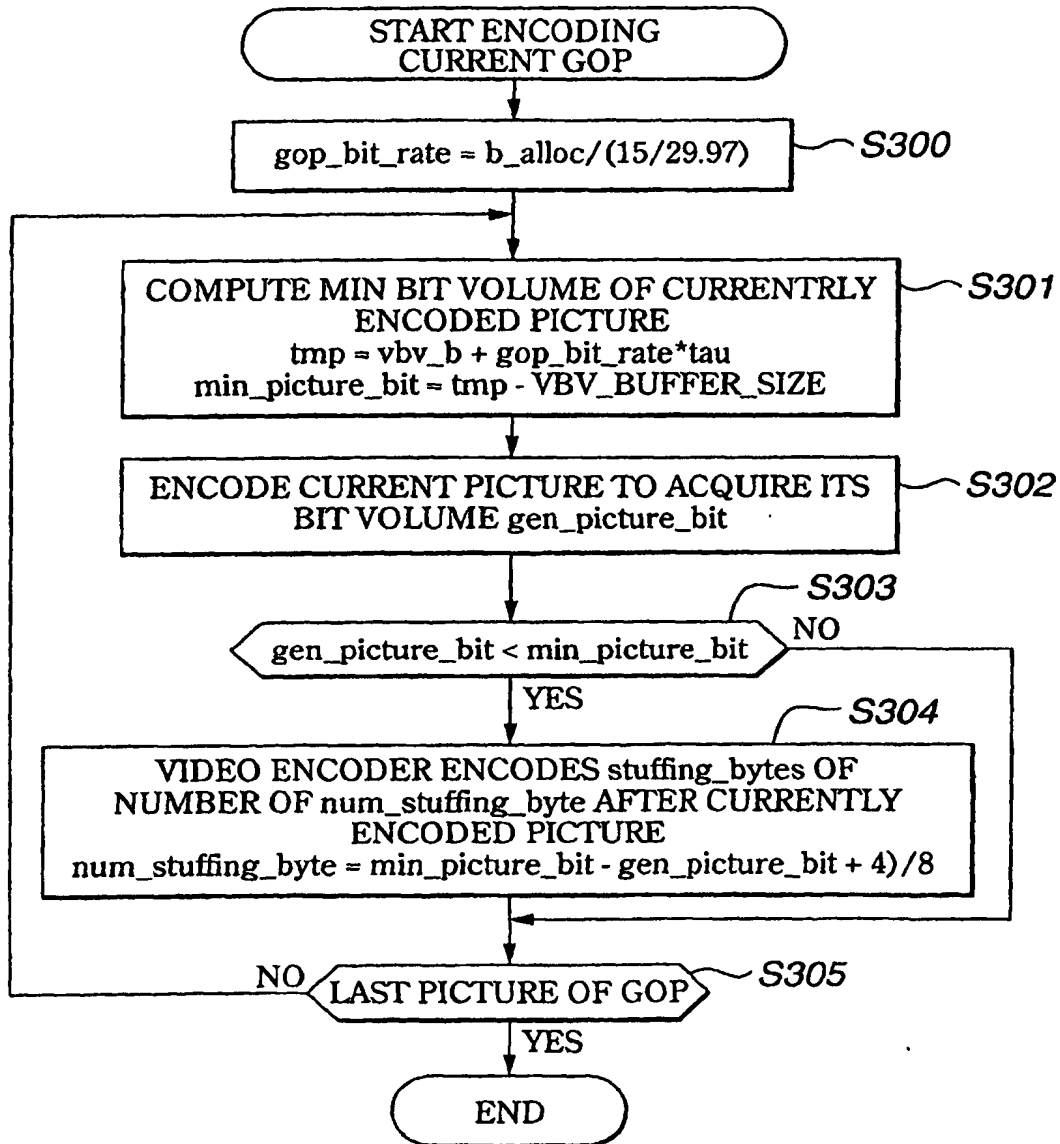 START ENCODING
CURRENT GOP
gop_bit_rate = b_alloc/(15/29.97)
S300
COMPUTE MIN BIT VOLUME OF CURRENTRLY
ENCODED PICTURE
tmp = vbv_b + gop_bit_rate*tau
min_picture_bit = tmp - VBV_BUFFER_SIZE
S301
ENCODE CURRENT PICTURE TO ACQUIRE ITS
BIT VOLUME gen_picture_bit
S302
S303
gen_picture_bit < min_picture_bit
NO
YES
S304
VIDEO ENCODER ENCODES stuffing_bytes OF
NUMBER OF num_stuffing_byte AFTER CURRENTLY
ENCODED PICTURE
num_stuffing_byte = min_picture_bit - gen_picture_bit + 4)/8
NO
LAST PICTURE OF GOP
S305
YES
END